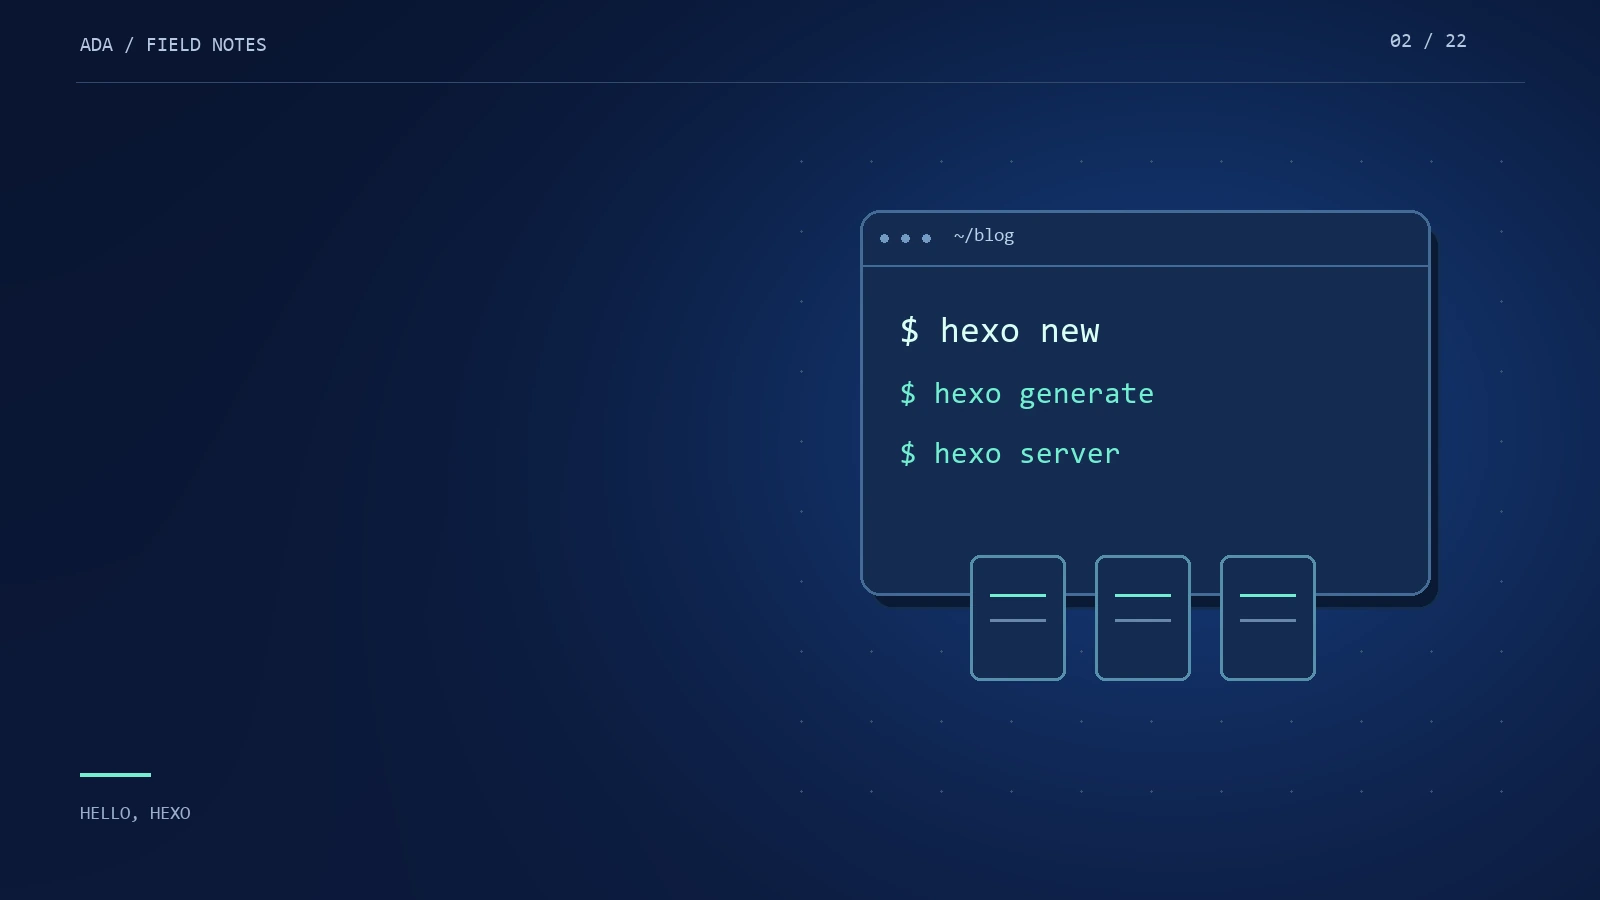 ADA / FIELD NOTES
02 / 22
~/blog
$ hexo new
$ hexo generate
$ hexo server
HELLO, HEXO